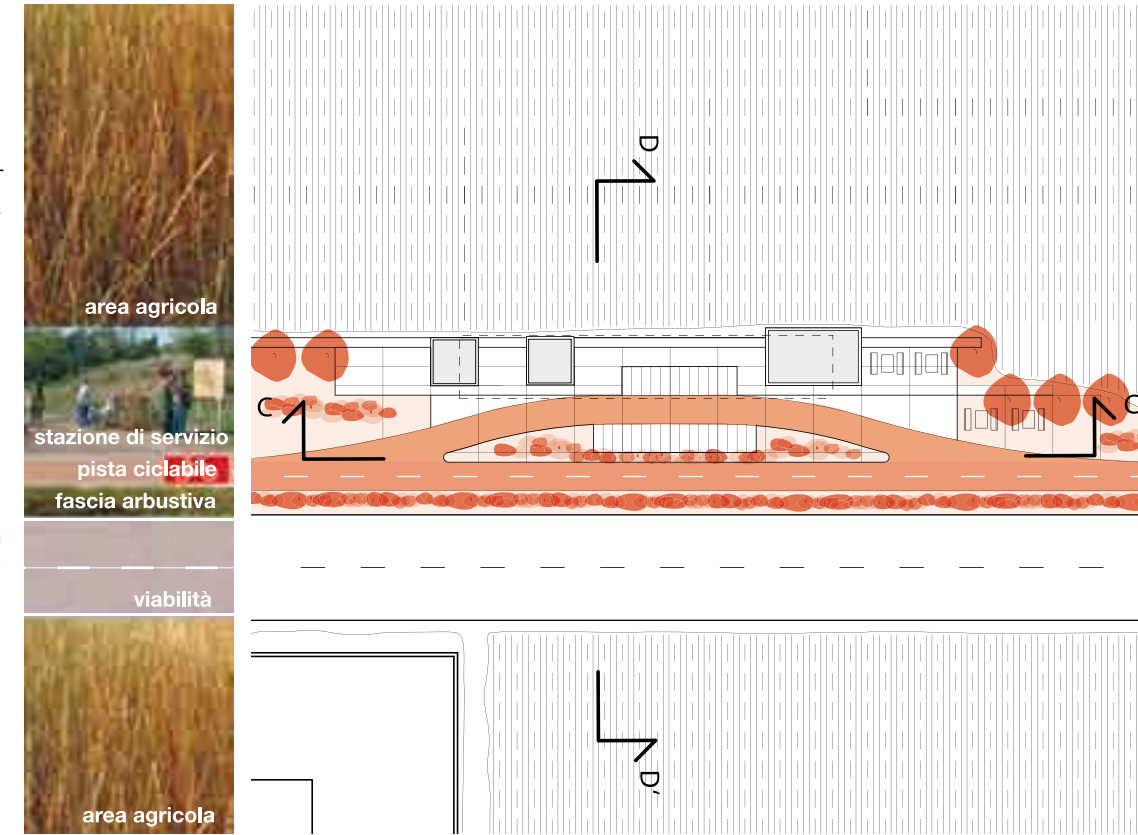 area agricola
stazione di servizio
pista ciclabile
fascia arbustiva
viabilità
area agricola
D
C
C
D'